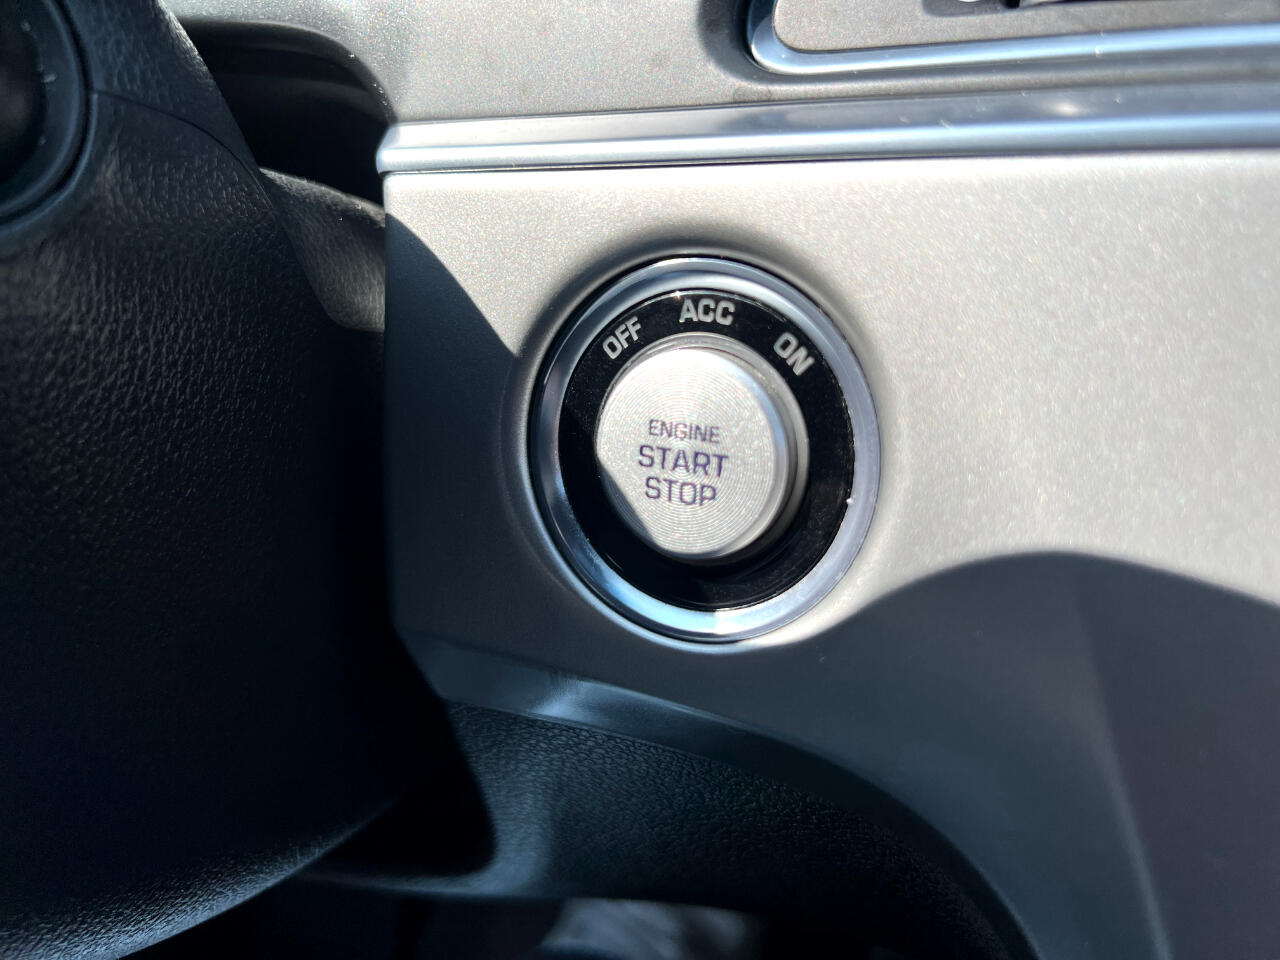 OFF ACC ON
ENGINE
START
STOP